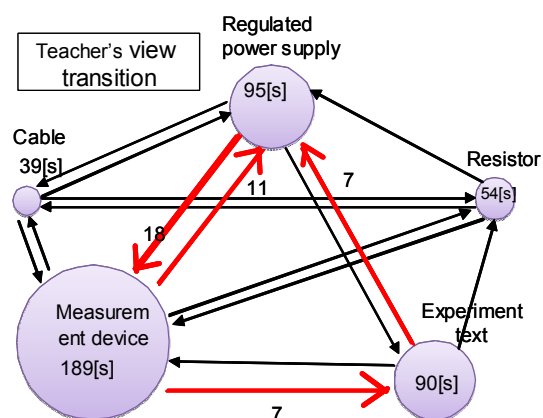 Teacher's view
transition
Regulated
power supply
95[s]
Cable
39[s]
Resistor
54[s]
11
7
18
Measurem
ent device
189[s]
Experiment
text
90[s]
7